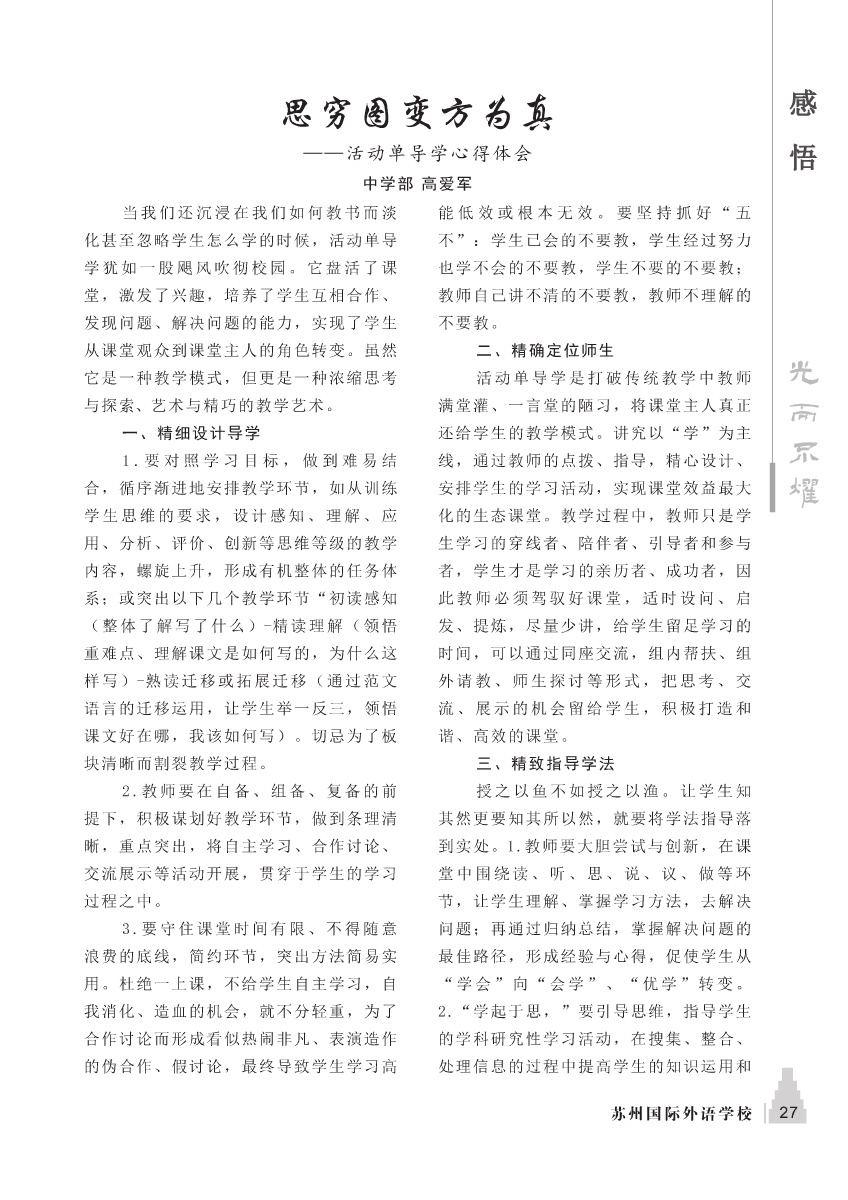 思穷图变方为真
——活动单导学心得体会
中学部 高爱军
当我们还沉浸在我们如何教书而淡
化甚至忽略学生怎么学的时候，活动单导
学犹如一股飓风吹彻校园。它盘活了课
堂，激发了兴趣，培养了学生互相合作、
发现问题、解决问题的能力，实现了学生
从课堂观众到课堂主人的角色转变。虽然
它是一种教学模式，但更是一种浓缩思考
与探索、艺术与精巧的教学艺术。
一、精细设计导学
1.要对照学习目标，做到难易结
合，循序渐进地安排教学环节，如从训练
学生思维的要求，设计感知、理解、应
用、分析、评价、创新等思维等级的教学
内容，螺旋上升，形成有机整体的任务体
系；或突出以下几个教学环节“初读感知
（整体了解写了什么）-精读理解（领悟
重难点、理解课文是如何写的，为什么这
样写）-熟读迁移或拓展迁移（通过范文
语言的迁移运用，让学生举一反三，领悟
课文好在哪，我该如何写）。切忌为了板
块清晰而割裂教学过程。
2.教师要在自备、组备、复备的前
提下，积极谋划好教学环节，做到条理清
晰，重点突出，将自主学习、合作讨论、
交流展示等活动开展，贯穿于学生的学习
过程之中。
3.要守住课堂时间有限、不得随意
浪费的底线，简约环节，突出方法简易实
用。杜绝一上课，不给学生自主学习，自
我消化、造血的机会，就不分轻重，为了
合作讨论而形成看似热闹非凡、表演造作
的伪合作、假讨论，最终导致学生学习高
能低效或根本无效。要坚持抓好“五
不”：学生已会的不要教，学生经过努力
也学不会的不要教，学生不要的不要教；
教师自己讲不清的不要教，教师不理解的
不要教。
二、精确定位师生
活动单导学是打破传统教学中教师
满堂灌、一言堂的陋习，将课堂主人真正
还给学生的教学模式。讲究以“学”为主
线，通过教师的点拨、指导，精心设计、
安排学生的学习活动，实现课堂效益最大
化的生态课堂。教学过程中，教师只是学
生学习的穿线者、陪伴者、引导者和参与
者，学生才是学习的亲历者、成功者，因
此教师必须驾驭好课堂，适时设问、启
发、提炼，尽量少讲，给学生留足学习的
时间，可以通过同座交流，组内帮扶、组
外请教、师生探讨等形式，把思考、交
流、展示的机会留给学生，积极打造和
谐、高效的课堂。
三、精致指导学法
授之以鱼不如授之以渔。让学生知
其然更要知其所以然，就要将学法指导落
到实处。1.教师要大胆尝试与创新，在课
堂中围绕读、听、思、说、议、做等环
节，让学生理解、掌握学习方法，去解决
问题；再通过归纳总结，掌握解决问题的
最佳路径，形成经验与心得，促使学生从
“学会”向“会学”、“优学”转变。
2.“学起于思，”要引导思维，指导学生
的学科研究性学习活动，在搜集、整合、
处理信息的过程中提高学生的知识运用和
感悟
光而不耀
苏州国际外语学校 27